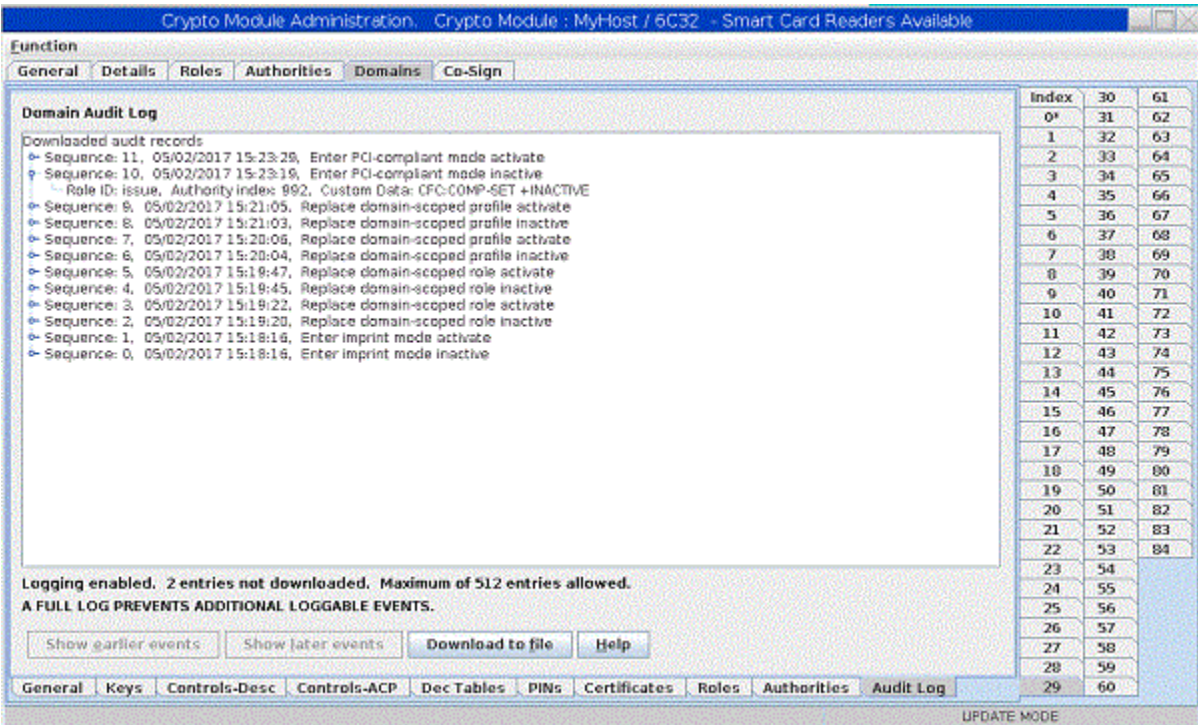 Crypto Module Administration. Crypto Module : MyHost / 6C32 - Smart Card Readers Available
Function
General Details Roles Authorities Domains Co-Sign
Domain Audit Log
Downloaded audit records
Sequence: 11, 05/02/2017 15:23:29, Enter PCI-compliant mode activate
Sequence: 10, 05/02/2017 15:23:19, Enter PCI-compliant mode inactive
Role ID: issue, Authority index: 992, Custom Data: CFC:COMP-SET +INACTIVE
Sequence: 9, 05/02/2017 15:21:05, Replace domain-scoped profile activate
Sequence: 8, 05/02/2017 15:21:03, Replace domain-scoped profile inactive
Sequence: 7, 05/02/2017 15:20:06, Replace domain-scoped profile activate
Sequence: 6, 05/02/2017 15:20:04, Replace domain-scoped profile inactive
Sequence: 5, 05/02/2017 15:19:47, Replace domain-scoped role activate
Sequence: 4, 05/02/2017 15:19:45, Replace domain-scoped role inactive
Sequence: 3, 05/02/2017 15:19:22, Replace domain-scoped role activate
Sequence: 2, 05/02/2017 15:19:20, Replace domain-scoped role inactive
Sequence: 1, 05/02/2017 15:18:16, Enter imprint mode activate
Sequence: 0, 05/02/2017 15:18:16, Enter imprint mode inactive
Logging enabled. 2 entries not downloaded. Maximum of 512 entries allowed.
A FULL LOG PREVENTS ADDITIONAL LOGGABLE EVENTS.
Show earlier events Show later events Download to file Help
General Keys Controls-Desc Controls-ACP Dec Tables PINs Certificates Roles Authorities Audit Log
Index 30 61
0* 31 62
1 32 63
2 33 64
3 34 65
4 35 66
5 36 67
6 37 68
7 38 69
8 39 70
9 40 71
10 41 72
11 42 73
12 43 74
13 44 75
14 45 76
15 46 77
16 47 78
17 48 79
18 49 80
19 50 81
20 51 82
21 52 83
22 53 84
23 54
24 55
25 56
26 57
27 58
28 59
29 60
UPDATE MODE